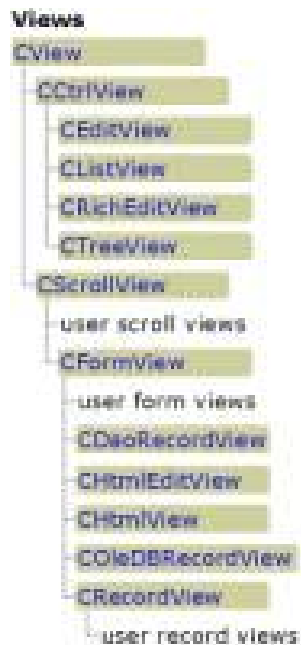 Views
CView
CCtrlView
CEditView
CListView
CRichEditView
CTreeView
CScrollView
user scroll views
CFormView
user form views
CDaoRecordView
CHtmlEditView
CHtmlView
COleDBRecordView
CRecordView
user record views